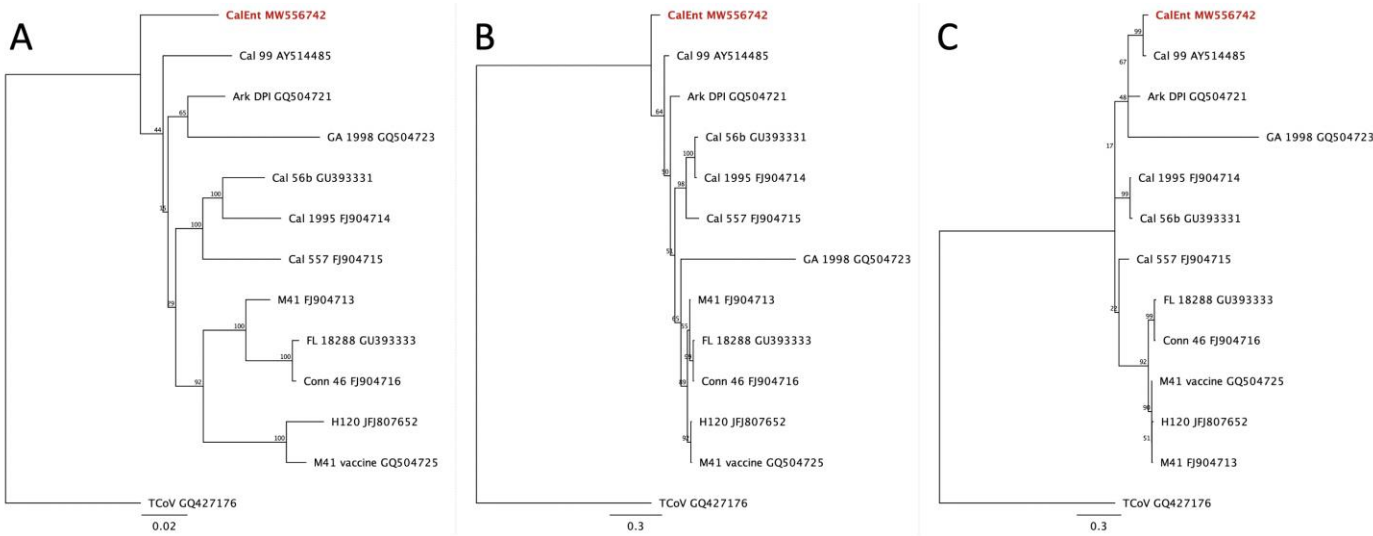 A
CalEnt MW556742
Cal 99 AY514485
44
Ark DPI GQ504721
65
GA 1998 GQ504723
15
Cal 56b GU393331
100
Cal 1995 FJ904714
100
Cal 557 FJ904715
M41 FJ904713
100
FL 18288 GU393333
100
Conn 46 FJ904716
92
H120 JFJ807652
100
M41 vaccine GQ504725
TCoV GQ427176
0.02
B
CalEnt MW556742
Cal 99 AY514485
64
Ark DPI GQ504721
Cal 56b GU393331
100
Cal 1995 FJ904714
98
Cal 557 FJ904715
GA 1998 GQ504723
M41 FJ904713
FL 18288 GU393333
Conn 46 FJ904716
89
H120 JFJ807652
M41 vaccine GQ504725
TCoV GQ427176
0.3
C
CalEnt MW556742
99
Cal 99 AY514485
67
Ark DPI GQ504721
48
GA 1998 GQ504723
17
Cal 1995 FJ904714
99
Cal 56b GU393331
Cal 557 FJ904715
22
FL 18288 GU393333
99
Conn 46 FJ904716
92
M41 vaccine GQ504725
H120 JFJ807652
51
M41 FJ904713
TCoV GQ427176
0.3